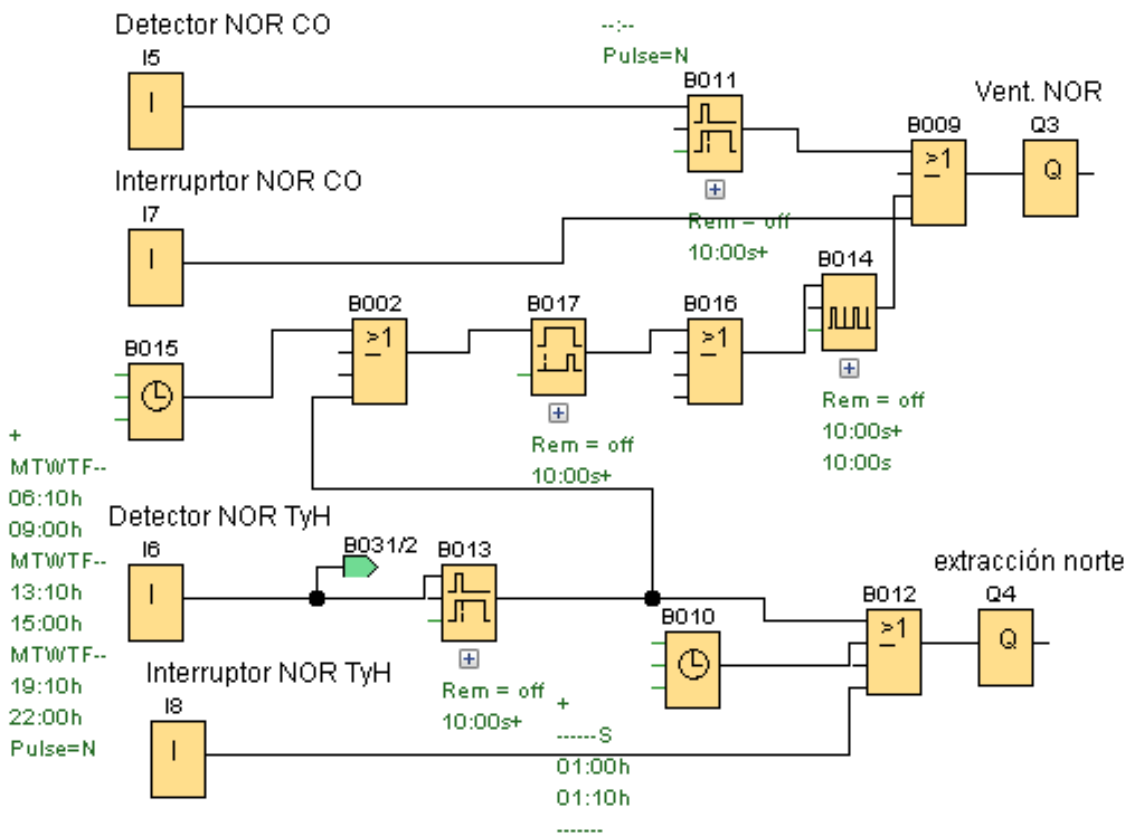 Detector NOR CO
--:--
Pulse=N
I5
I
B011
Vent. NOR
B009
Q3
>1
Q
Interruprtor NOR CO
I7
I
Rem = off
10:00s+
B014
B002
B017
B016
>1
>1
B015
Rem = off
10:00s+
10:00s
Rem = off
10:00s+
+
MTWTF--
06:10h
09:00h
MTWTF--
13:10h
15:00h
MTWTF--
19:10h
22:00h
Pulse=N
Detector NOR TyH
I6
I
B031/2
B013
extracción norte
B010
B012
Q4
>1
Q
Interruptor NOR TyH
I8
I
Rem = off
10:00s+
+
------S
01:00h
01:10h
-------